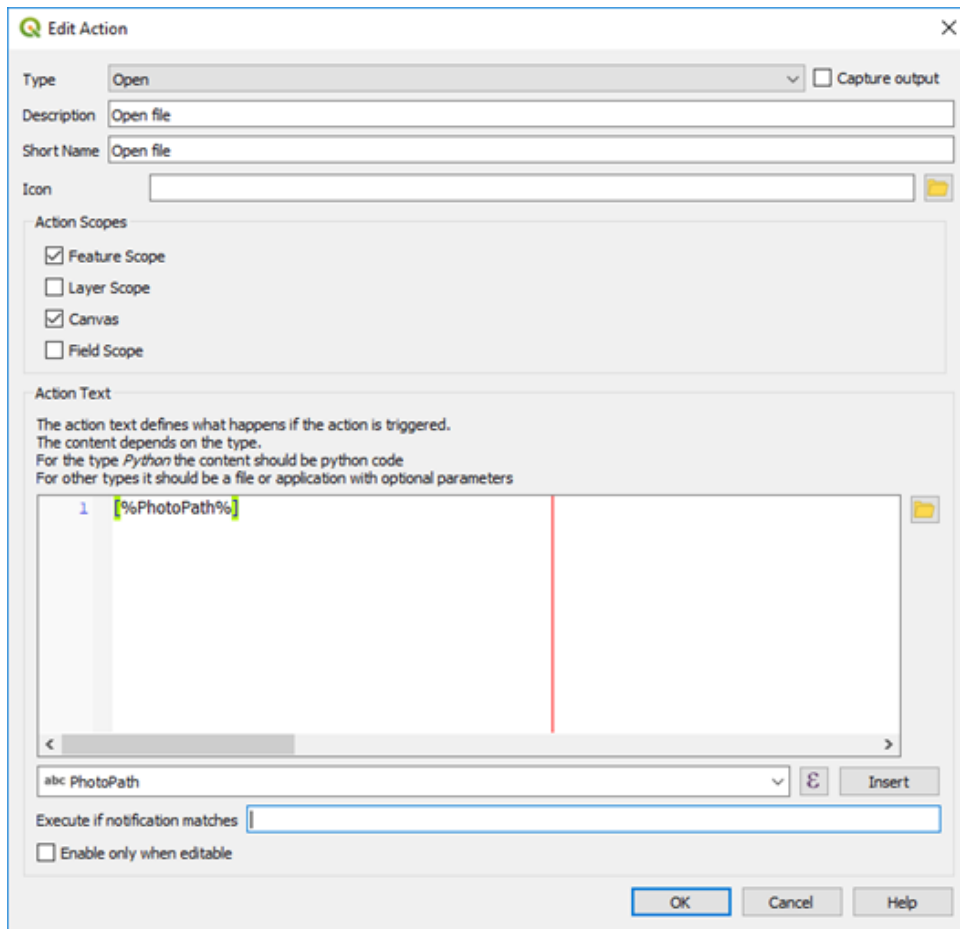 Edit Action
Type Open Capture output
Description Open file
Short Name Open file
Icon
Action Scopes
Feature Scope
Layer Scope
Canvas
Field Scope
Action Text
The action text defines what happens if the action is triggered.
The content depends on the type.
For the type Python the content should be python code
For other types it should be a file or application with optional parameters
1 [%PhotoPath%]
abc PhotoPath ε Insert
Execute if notification matches
Enable only when editable
OK Cancel Help